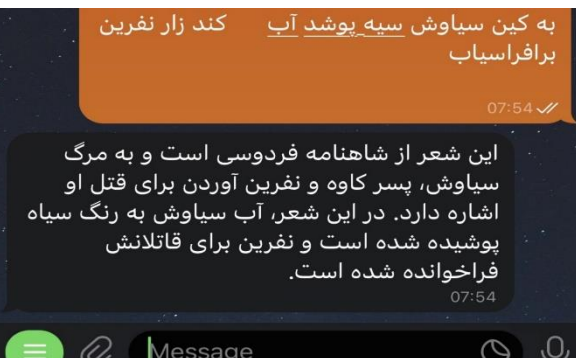 به کین سیاوش سیه پوشد آب    کند زار نفرین
برافراسیاب
07:54
این شعر از شاهنامه فردوسی است و به مرگ
سیاوش، پسر کاوه و نفرین آوردن برای قتل او
اشاره دارد. در این شعر، آب سیاوش به رنگ سیاه
پوشیده شده است و نفرین برای قاتلانش
فراخوانده شده است.
07:54
Message